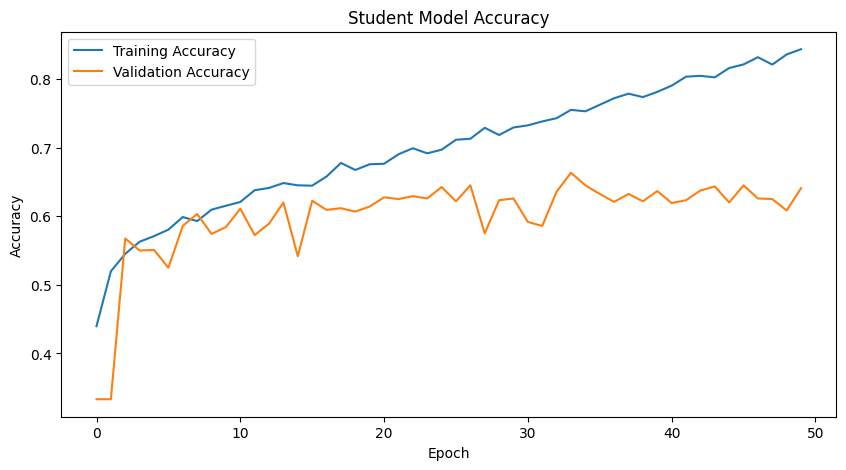 Student Model Accuracy
Training Accuracy
Validation Accuracy
Accuracy
0.8
0.7
0.6
0.5
0.4
0 10 20 30 40 50
Epoch